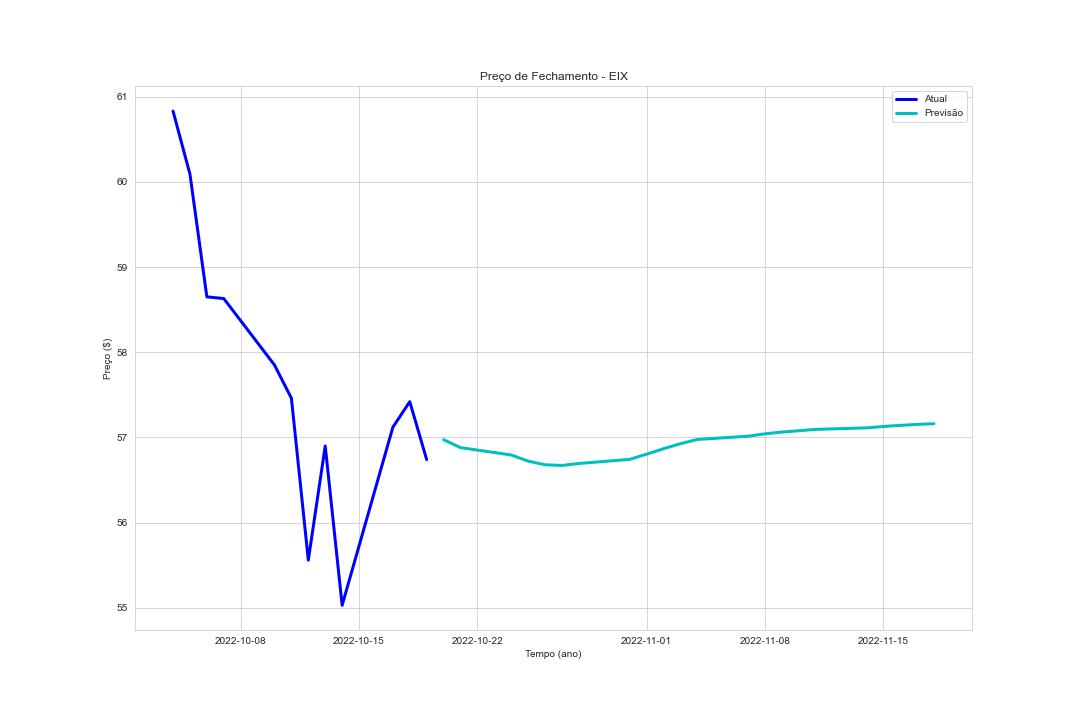 Preço de Fechamento - EIX
Atual
Previsão
Preço ($)
61
60
59
58
57
56
55
2022-10-08
2022-10-15
2022-10-22
2022-11-01
2022-11-08
2022-11-15
Tempo (ano)